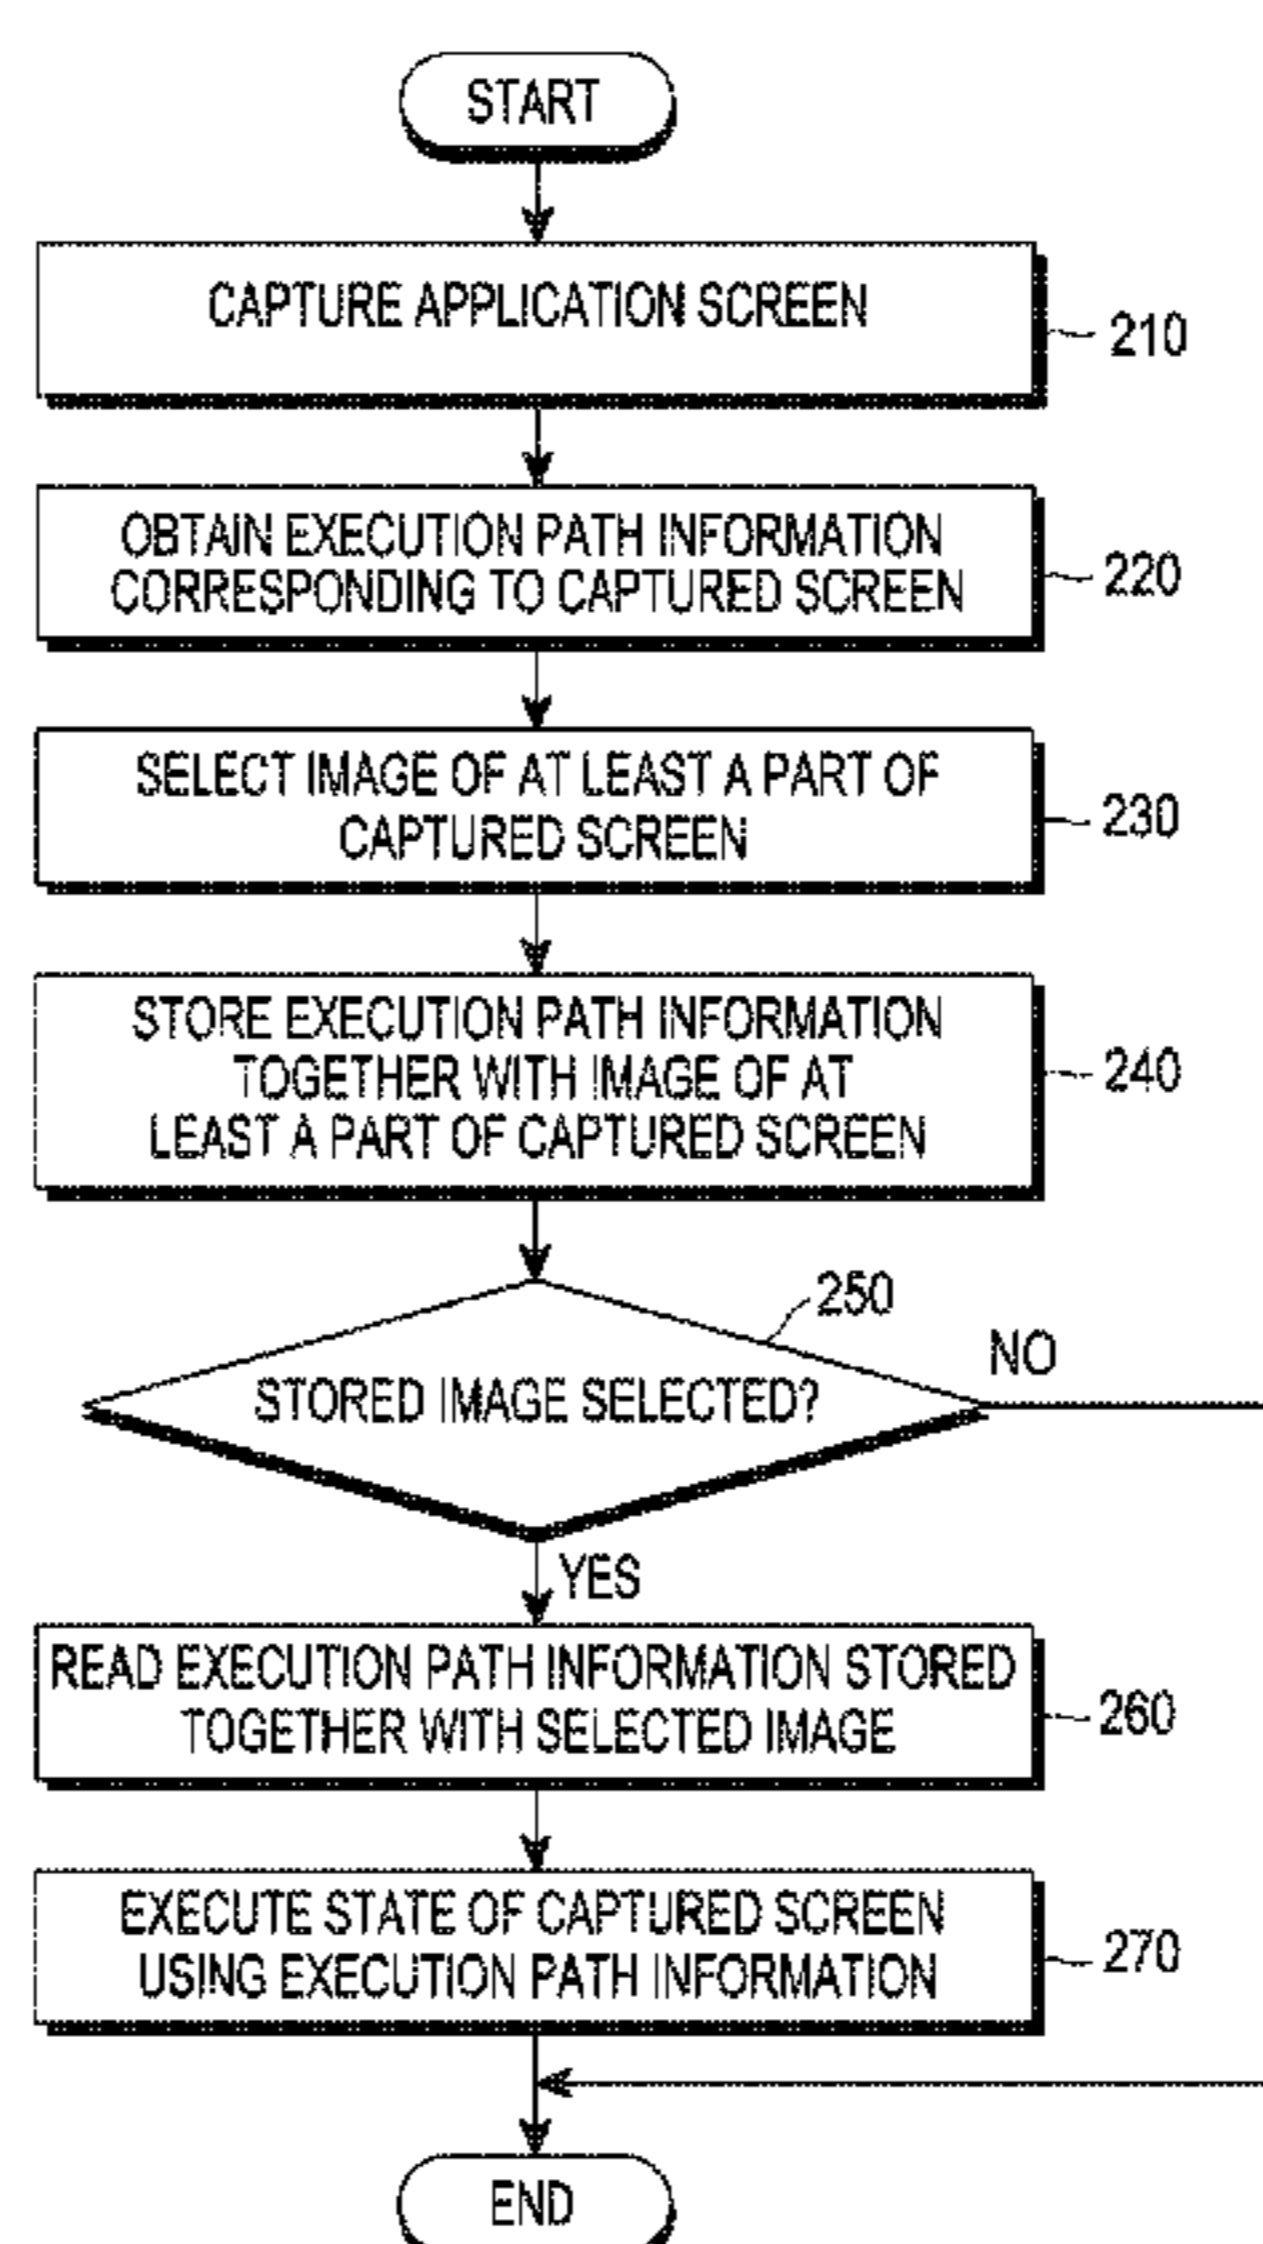 START
CAPTURE APPLICATION SCREEN
210
OBTAIN EXECUTION PATH INFORMATION
CORRESPONDING TO CAPTURED SCREEN
220
SELECT IMAGE OF AT LEAST A PART OF
CAPTURED SCREEN
230
STORE EXECUTION PATH INFORMATION
TOGETHER WITH IMAGE OF AT
LEAST A PART OF CAPTURED SCREEN
240
250
STORED IMAGE SELECTED?
NO
YES
READ EXECUTION PATH INFORMATION STORED
TOGETHER WITH SELECTED IMAGE
260
EXECUTE STATE OF CAPTURED SCREEN
USING EXECUTION PATH INFORMATION
270
END